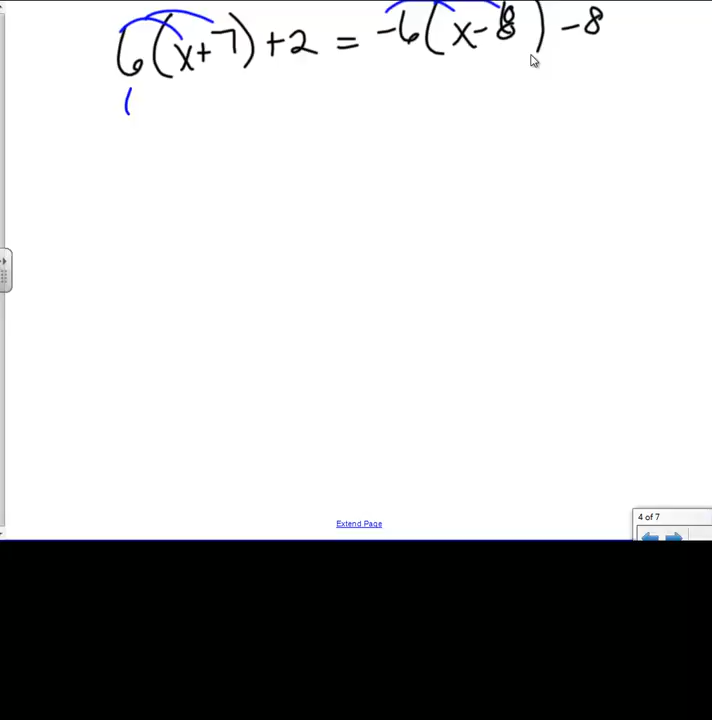 6(x+7)+2 = -6(x-8)-8
Extend Page
4 of 7